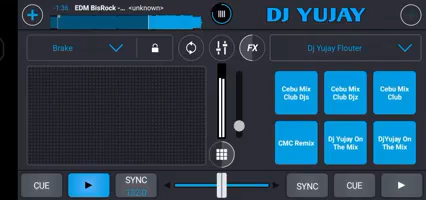 -1:36 EDM BisRock -... <unknown>
DJ YUJAY
Brake
FX
Dj Yujay Flouter
Cebu Mix
Club Djs
Cebu Mix
Club Djz
Cebu Mix
Club
CMC Remix
Dj Yujay On
The Mix
DjYujay On
The Mix
CUE
SYNC
102.0
SYNC
CUE